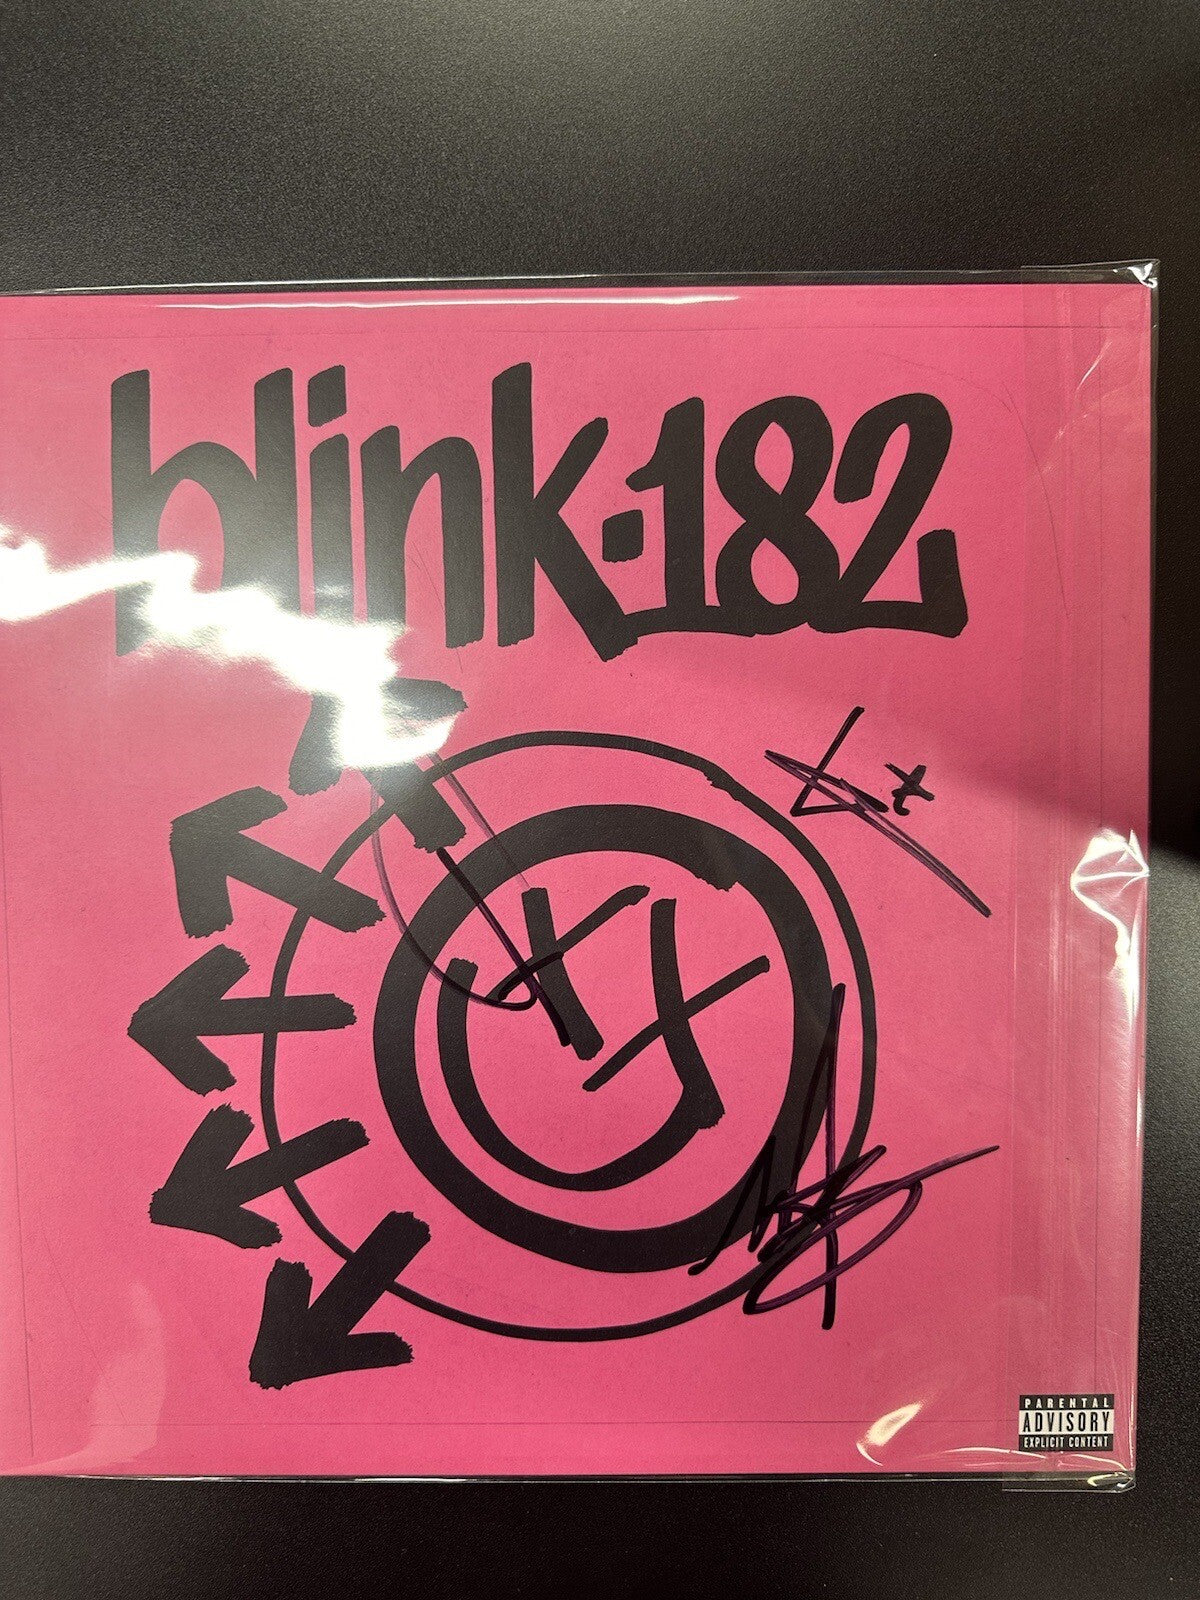 blink-182
PARENTAL
ADVISORY
EXPLICIT CONTENT